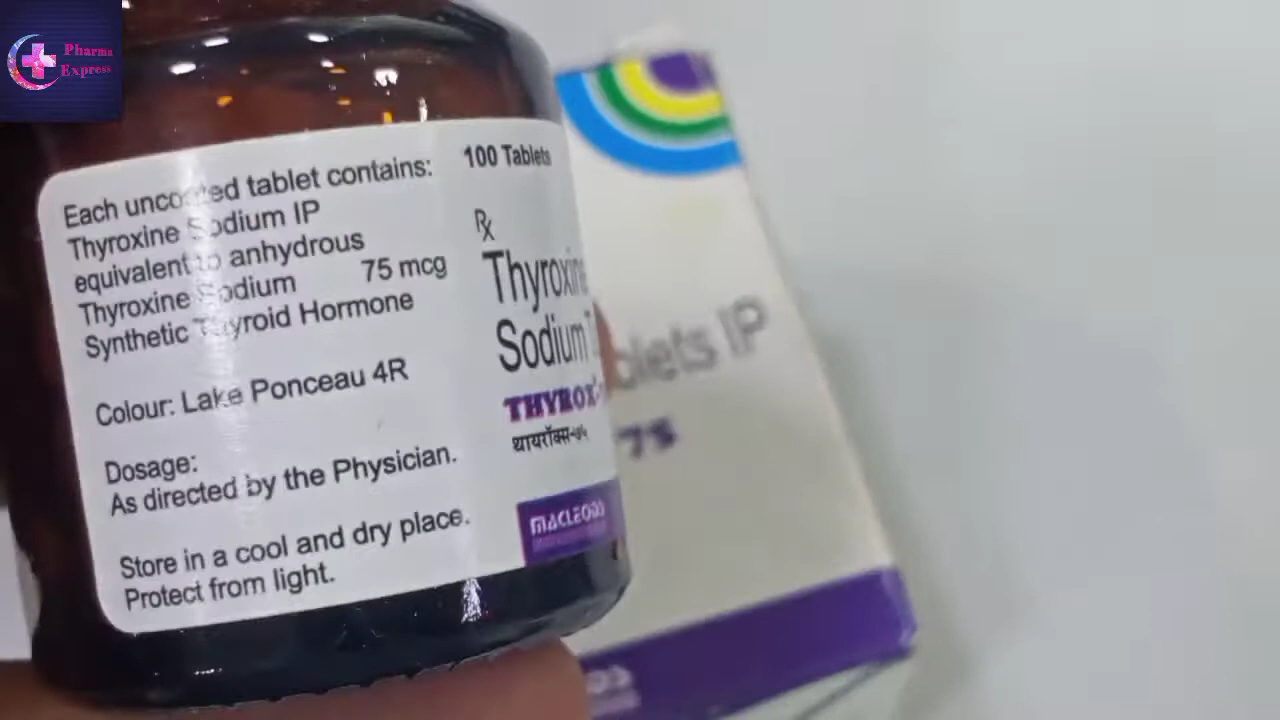 Pharma
Express
Each uncoated tablet contains:
Thyroxine Sodium IP
equivalent to anhydrous
Thyroxine Sodium 75 mcg
Synthetic Thyroid Hormone
Colour: Lake Ponceau 4R
Dosage:
As directed by the Physician.
Store in a cool and dry place.
Protect from light.
100 Tablets
Rx
Thyroxine
Sodium
THYROX
थायरॉक्स-७५
MACLEODS
IP
75